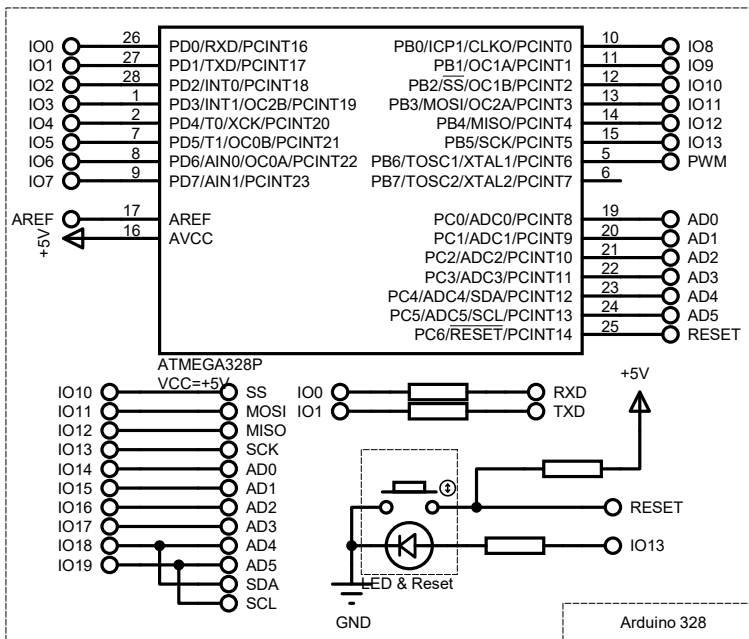 IO0 26 PD0/RXD/PCINT16 PB0/ICP1/CLKO/PCINT0 10 IO8
IO1 27 PD1/TXD/PCINT17 PB1/OC1A/PCINT1 11 IO9
IO2 28 PD2/INT0/PCINT18 PB2/SS/OC1B/PCINT2 12 IO10
IO3 1 PD3/INT1/OC2B/PCINT19 PB3/MOSI/OC2A/PCINT3 13 IO11
IO4 2 PD4/T0/XCK/PCINT20 PB4/MISO/PCINT4 14 IO12
IO5 7 PD5/T1/OC0B/PCINT21 PB5/SCK/PCINT5 15 IO13
IO6 8 PD6/AIN0/OC0A/PCINT22 PB6/TOSC1/XTAL1/PCINT6 5 PWM
IO7 9 PD7/AIN1/PCINT23 PB7/TOSC2/XTAL2/PCINT7 6
AREF 17 AREF PC0/ADC0/PCINT8 19 AD0
+5V 16 AVCC PC1/ADC1/PCINT9 20 AD1
PC2/ADC2/PCINT10 21 AD2
PC3/ADC3/PCINT11 22 AD3
PC4/ADC4/SDA/PCINT12 23 AD4
PC5/ADC5/SCL/PCINT13 24 AD5
PC6/RESET/PCINT14 25 RESET
ATMEGA328P
VCC=+5V
+5V
IO10 SS IO0 RXD
IO11 MOSI IO1 TXD
IO12 MISO
IO13 SCK
IO14 AD0
IO15 AD1
IO16 AD2 RESET
IO17 AD3
IO18 AD4 IO13
IO19 AD5
SDA LED & Reset
SCL
GND
Arduino 328